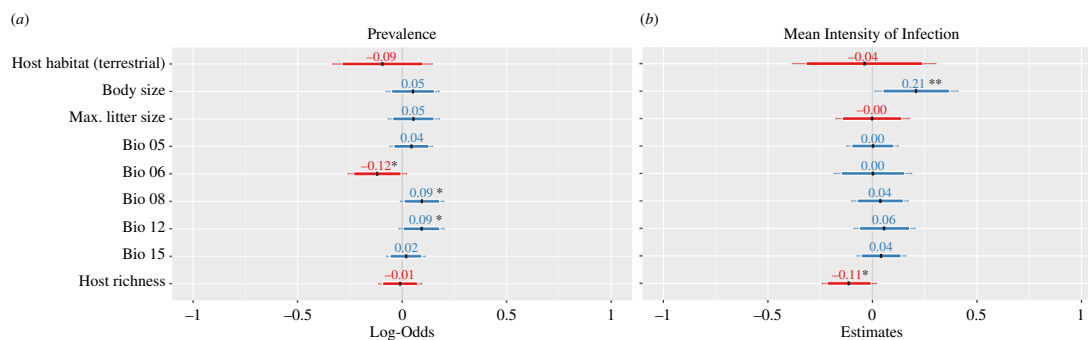 (a)
Prevalence
Host habitat (terrestrial)
–0.09
Body size
0.05
Max. litter size
0.05
Bio 05
0.04
Bio 06
–0.12*
Bio 08
0.09 *
Bio 12
0.09 *
Bio 15
0.02
Host richness
–0.01
–1
–0.5
0
0.5
1
Log-Odds
(b)
Mean Intensity of Infection
–0.04
0.21 **
–0.00
0.00
0.00
0.04
0.06
0.04
–0.11*
–1
–0.5
0
0.5
1
Estimates